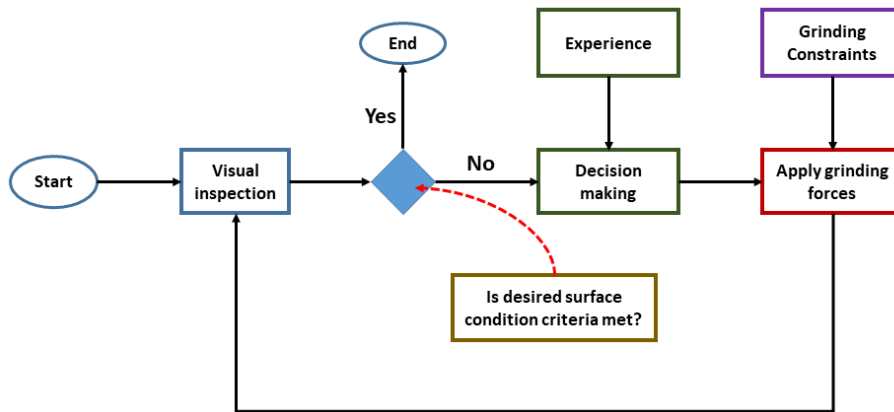 End
Experience
Grinding
Constraints
Yes
No
Start
Visual
inspection
Decision
making
Apply grinding
forces
Is desired surface
condition criteria met?